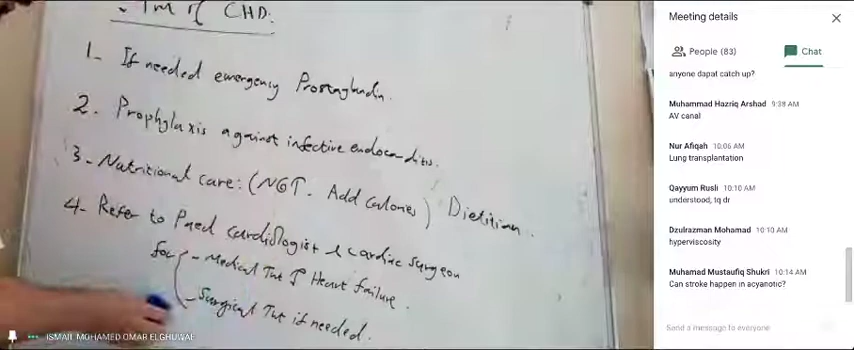 Tm of CHD:
1- If needed emergency Prostaglandin.
2. Prophylaxis against infective endocarditis.
3- Nutritional care: (NGT. Add Calories) Dietitian.
4- Refer to Paed cardiologist & cardiac surgeon
for - Medical Tmt if Heart failure.
- Surgical Tmt if needed.
ISMAIL MOHAMED OMAR ELGHUWAE
Meeting details
People (83)
Chat
anyone dapat catch up?
Muhammad Hazriq Arshad 9:38 AM
AV canal
Nur Afiqah 10:06 AM
Lung transplantation
Qayyum Rusli 10:10 AM
understood, tq dr
Dzulrazman Mohamad 10:10 AM
hyperviscosity
Muhamad Mustaufiq Shukri 10:14 AM
Can stroke happen in acyanotic?
Send a message to everyone